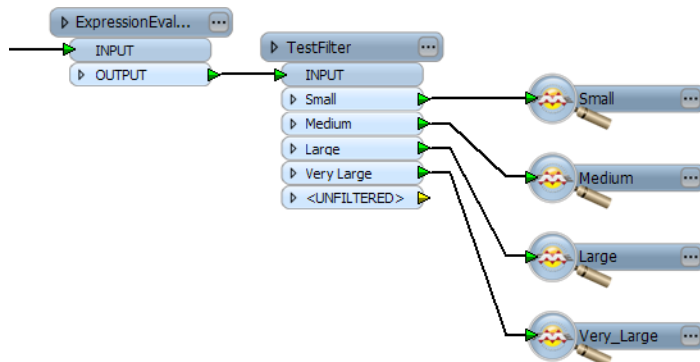 ExpressionEval...
INPUT
OUTPUT
TestFilter
INPUT
Small
Medium
Large
Very Large
<UNFILTERED>
Small
Medium
Large
Very_Large